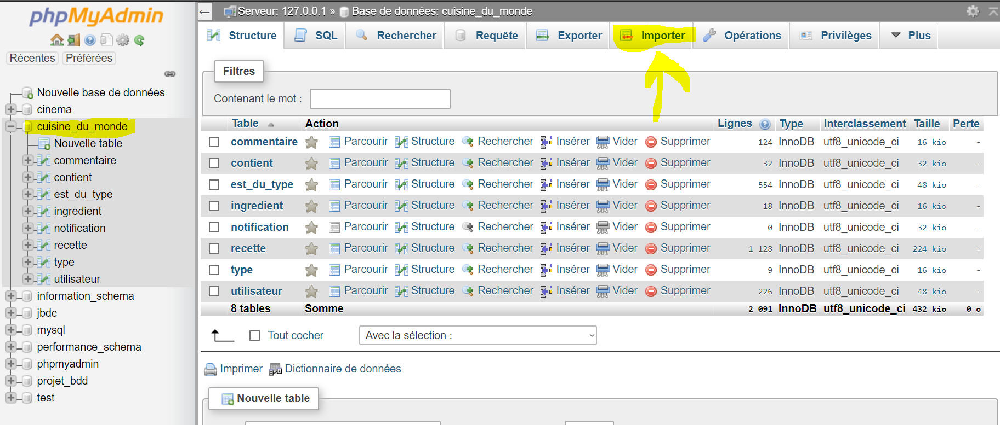 phpMyAdmin
Récentes Préférées
Nouvelle base de données
cinema
cuisine_du_monde
Nouvelle table
commentaire
contient
est_du_type
ingredient
notification
recette
type
utilisateur
information_schema
jbdc
mysql
performance_schema
phpmyadmin
projet_bdd
test
Serveur: 127.0.0.1 » Base de données: cuisine_du_monde
Structure SQL Rechercher Requête Exporter Importer Opérations Privilèges Plus
Filtres
Contenant le mot :
Table Action Lignes Type Interclassement Taille Perte
commentaire Parcourir Structure Rechercher Insérer Vider Supprimer 124 InnoDB utf8_unicode_ci 16 kio -
contient Parcourir Structure Rechercher Insérer Vider Supprimer 32 InnoDB utf8_unicode_ci 32 kio -
est_du_type Parcourir Structure Rechercher Insérer Vider Supprimer 554 InnoDB utf8_unicode_ci 48 kio -
ingredient Parcourir Structure Rechercher Insérer Vider Supprimer 18 InnoDB utf8_unicode_ci 16 kio -
notification Parcourir Structure Rechercher Insérer Vider Supprimer 0 InnoDB utf8_unicode_ci 32 kio -
recette Parcourir Structure Rechercher Insérer Vider Supprimer 1 128 InnoDB utf8_unicode_ci 224 kio -
type Parcourir Structure Rechercher Insérer Vider Supprimer 9 InnoDB utf8_unicode_ci 16 kio -
utilisateur Parcourir Structure Rechercher Insérer Vider Supprimer 226 InnoDB utf8_unicode_ci 48 kio -
8 tables Somme 2 091 InnoDB utf8_unicode_ci 432 kio 0 o
Tout cocher Avec la sélection :
Imprimer Dictionnaire de données
Nouvelle table